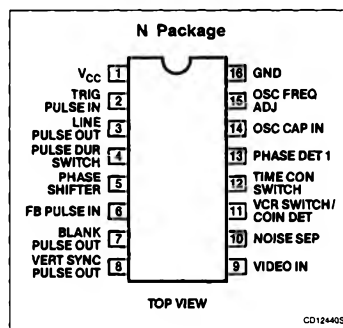 N Package
VCC 1
TRIG
PULSE IN 2
LINE
PULSE OUT 3
PULSE DUR
SWITCH 4
PHASE
SHIFTER 5
FB PULSE IN 6
BLANK
PULSE OUT 7
VERT SYNC
PULSE OUT 8
16 GND
15 OSC FREQ
ADJ
14 OSC CAP IN
13 PHASE DET 1
12 TIME CON
SWITCH
11 VCR SWITCH/
COIN DET
10 NOISE SEP
9 VIDEO IN
TOP VIEW
CD12440S